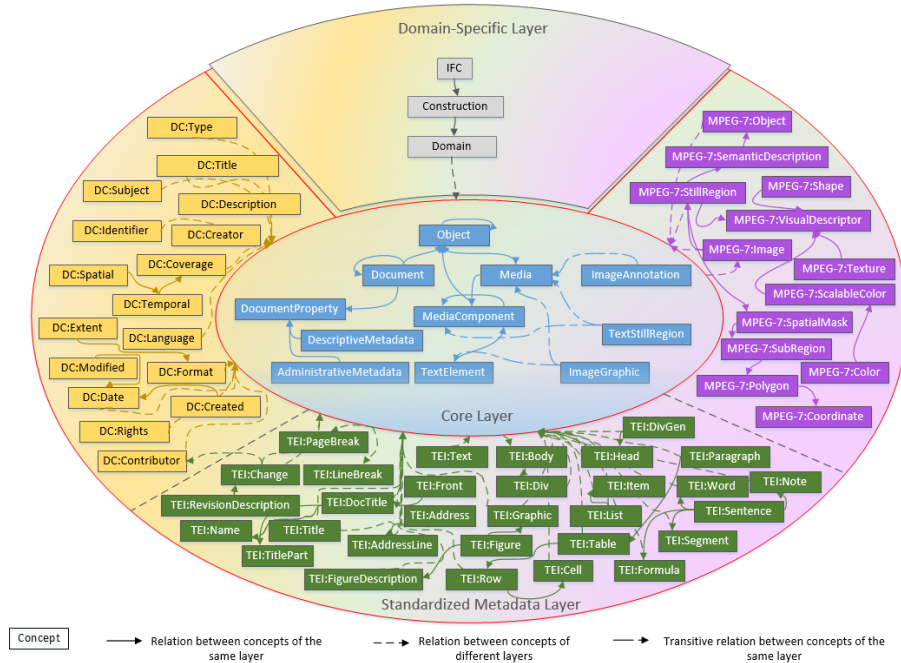 Domain-Specific Layer
IFC
Construction
Domain
DC:Type
DC:Title
DC:Subject
DC:Description
DC:Identifier
DC:Creator
DC:Coverage
DC:Spatial
DC:Temporal
DC:Extent
DC:Language
DC:Modified
DC:Format
DC:Date
DC:Created
DC:Rights
DC:Contributor
MPEG-7:Object
MPEG-7:SemanticDescription
MPEG-7:StillRegion
MPEG-7:Shape
MPEG-7:VisualDescriptor
MPEG-7:Image
MPEG-7:Texture
MPEG-7:ScalableColor
MPEG-7:SpatialMask
MPEG-7:SubRegion
MPEG-7:Color
MPEG-7:Polygon
MPEG-7:Coordinate
Object
Document
Media
ImageAnnotation
DocumentProperty
MediaComponent
DescriptiveMetadata
TextStillRegion
AdministrativeMetadata
TextElement
ImageGraphic
Core Layer
TEI:PageBreak
TEI:DivGen
TEI:Change
TEI:LineBreak
TEI:Text
TEI:Body
TEI:Head
TEI:Paragraph
TEI:RevisionDescription
TEI:DocTitle
TEI:Front
TEI:Div
TEI:Item
TEI:Word
TEI:Note
TEI:Name
TEI:Title
TEI:Address
TEI:Graphic
TEI:List
TEI:Sentence
TEI:TitlePart
TEI:AddressLine
TEI:Figure
TEI:Table
TEI:Segment
TEI:FigureDescription
TEI:Row
TEI:Cell
TEI:Formula
Standardized Metadata Layer
Concept
Relation between concepts of the
same layer
Relation between concepts of
different layers
Transitive relation between concepts of the
same layer